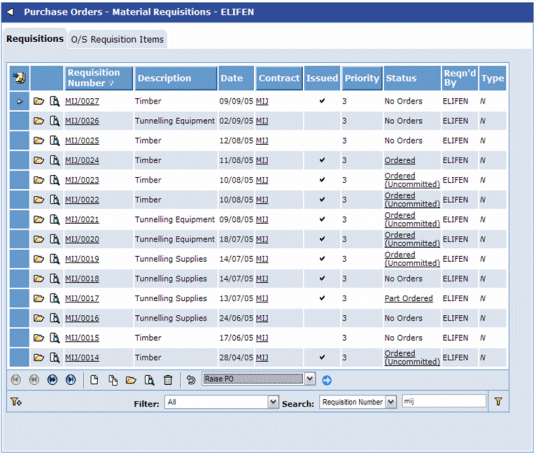 Purchase Orders - Material Requisitions - ELIFEN
Requisitions O/S Requisition Items
Requisition Number Description Date Contract Issued Priority Status Reqn'd By Type
MIJ/0027 Timber 09/09/05 MIJ 3 No Orders ELIFEN N
MIJ/0026 Tunnelling Equipment 02/09/05 MIJ 3 No Orders ELIFEN N
MIJ/0025 Timber 12/08/05 MIJ 3 No Orders ELIFEN N
MIJ/0024 Timber 11/08/05 MIJ 3 Ordered ELIFEN N
MIJ/0023 Timber 10/08/05 MIJ 3 Ordered (Uncommitted) ELIFEN N
MIJ/0022 Timber 10/08/05 MIJ 3 Ordered (Uncommitted) ELIFEN N
MIJ/0021 Tunnelling Equipment 09/08/05 MIJ 3 Ordered (Uncommitted) ELIFEN N
MIJ/0020 Tunnelling Equipment 18/07/05 MIJ 3 Ordered (Uncommitted) ELIFEN N
MIJ/0019 Tunnelling Supplies 14/07/05 MIJ 3 Ordered (Uncommitted) ELIFEN N
MIJ/0018 Tunnelling Supplies 14/07/05 MIJ 3 No Orders ELIFEN N
MIJ/0017 Tunnelling Supplies 13/07/05 MIJ 3 Part Ordered ELIFEN N
MIJ/0016 Tunnelling Supplies 24/06/05 MIJ 3 No Orders ELIFEN N
MIJ/0015 Timber 17/06/05 MIJ 3 No Orders ELIFEN N
MIJ/0014 Timber 28/04/05 MIJ 3 Ordered (Uncommitted) ELIFEN N
Raise PO
Filter: All Search: Requisition Number mij